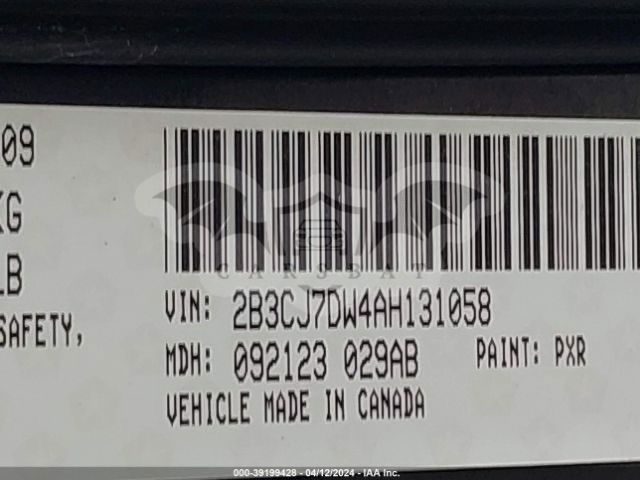 09
KG
LB
SAFETY,
CARSBAT
VIN: 2B3CJ7DW4AH131058
MDH: 092123 029AB PAINT: PXR
VEHICLE MADE IN CANADA
000-39199428 - 04/12/2024 - IAA Inc.